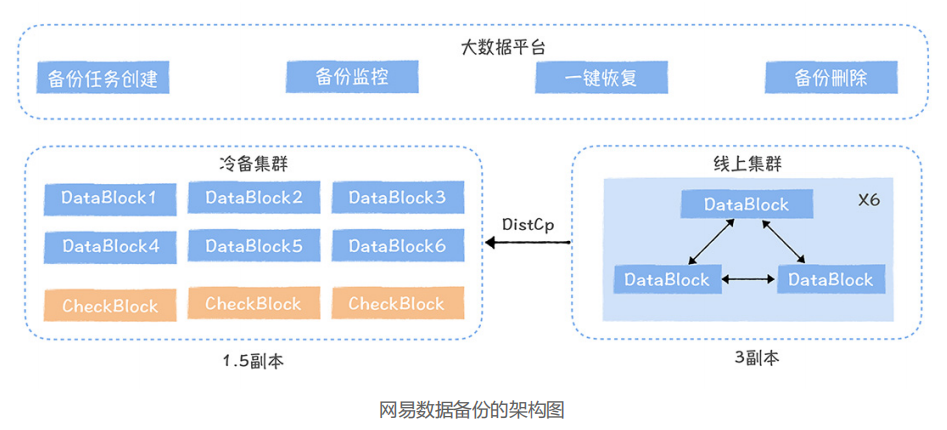 大数据平台
备份任务创建
备份监控
一键恢复
备份删除
冷备集群
DataBlock1
DataBlock2
DataBlock3
DataBlock4
DataBlock5
DataBlock6
CheckBlock
CheckBlock
CheckBlock
1.5副本
DistCp
线上集群
X6
DataBlock
DataBlock
DataBlock
3副本
网易数据备份的架构图